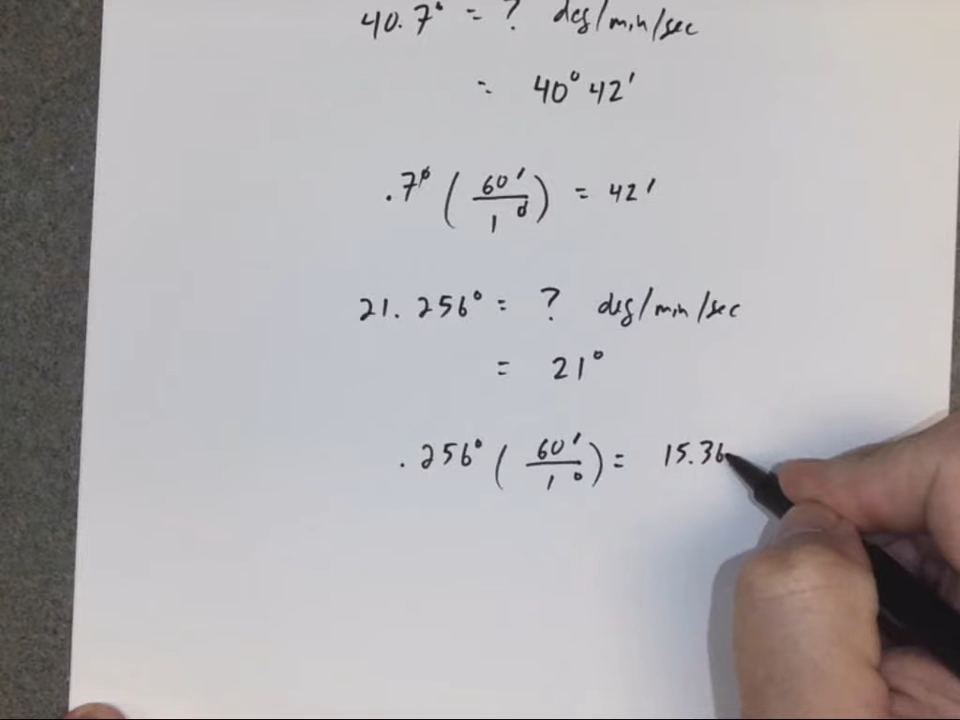 40.7° = ? deg/min/sec
= 40° 42'
.7° ( 60' / 1° ) = 42'
21.256° = ? deg/min/sec
= 21°
.256° ( 60' / 1° ) = 15.36